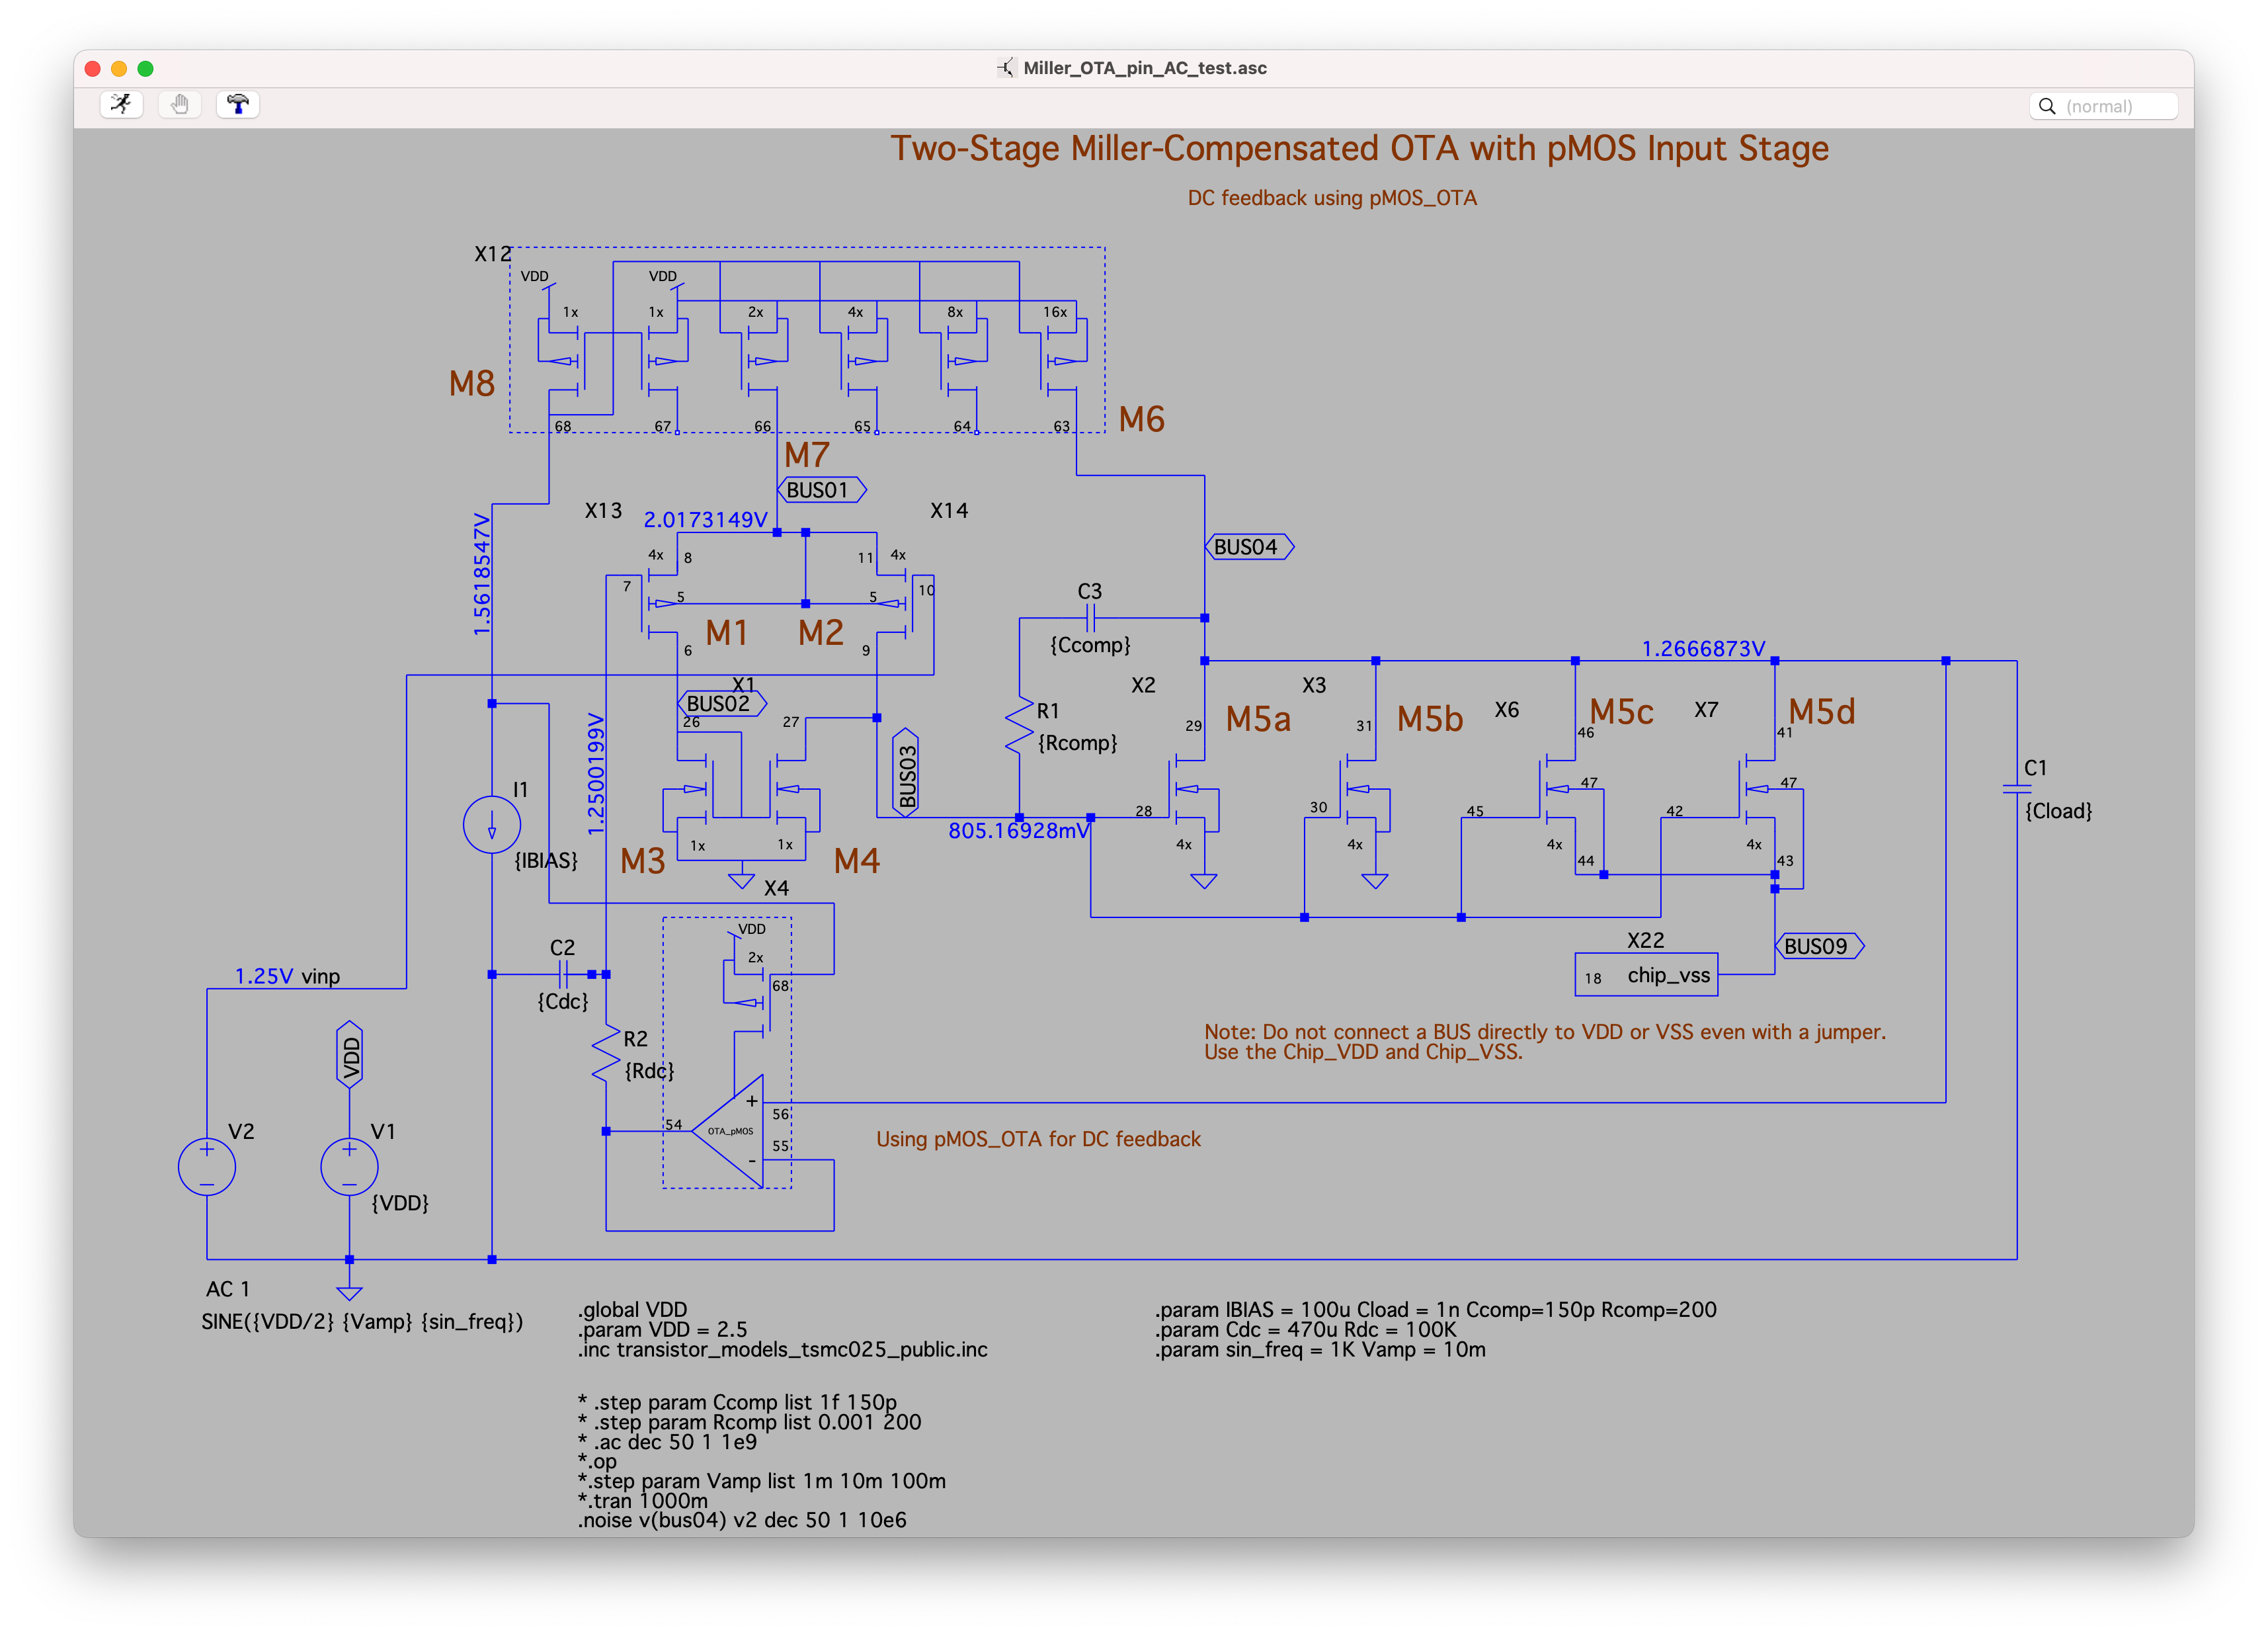 Miller_OTA_pin_AC_test.asc
(normal)
Two-Stage Miller-Compensated OTA with pMOS Input Stage
DC feedback using pMOS_OTA
X12
VDD
VDD
1x
1x
2x
4x
8x
16x
M8
M6
68
67
66
65
64
63
M7
BUS01
X13
X14
2.0173149V
1.5618547V
BUS04
4x
8
11
4x
7
5
5
10
C3
M1
M2
{Ccomp}
6
9
1.2666873V
X1
X2
X3
BUS02
26
27
R1
{Rcomp}
29
M5a
31
M5b
X6
M5c
X7
M5d
46
41
1.2500199V
BUS03
C1
{Cload}
I1
47
47
28
30
45
42
805.16928mV
{IBIAS}
M3
1x
1x
M4
4x
4x
4x
44
4x
43
X4
VDD
2x
68
C2
{Cdc}
X22
BUS09
18
chip_vss
1.25V
vinp
Note: Do not connect a BUS directly to VDD or VSS even with a jumper.
Use the Chip_VDD and Chip_VSS.
VDD
R2
{Rdc}
+
56
54
OTA_pMOS
55
-
Using pMOS_OTA for DC feedback
V2
V1
{VDD}
AC 1
SINE({VDD/2} {Vamp} {sin_freq})
.global VDD
.param VDD = 2.5
.inc transistor_models_tsmc025_public.inc
.param IBIAS = 100u Cload = 1n Ccomp=150p Rcomp=200
.param Cdc = 470u Rdc = 100K
.param sin_freq = 1K Vamp = 10m
* .step param Ccomp list 1f 150p
* .step param Rcomp list 0.001 200
* .ac dec 50 1 1e9
*.op
*.step param Vamp list 1m 10m 100m
*.tran 1000m
.noise v(bus04) v2 dec 50 1 10e6